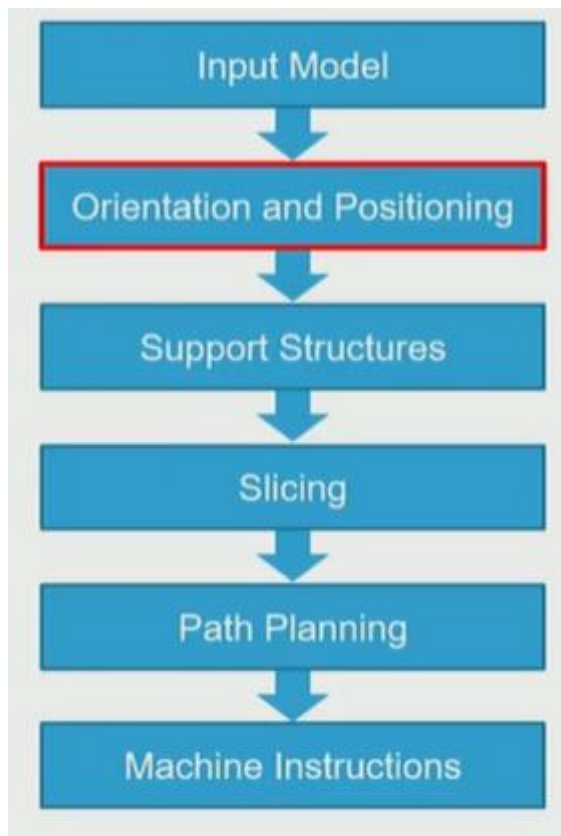 Input Model
Orientation and Positioning
Support Structures
Slicing
Path Planning
Machine Instructions